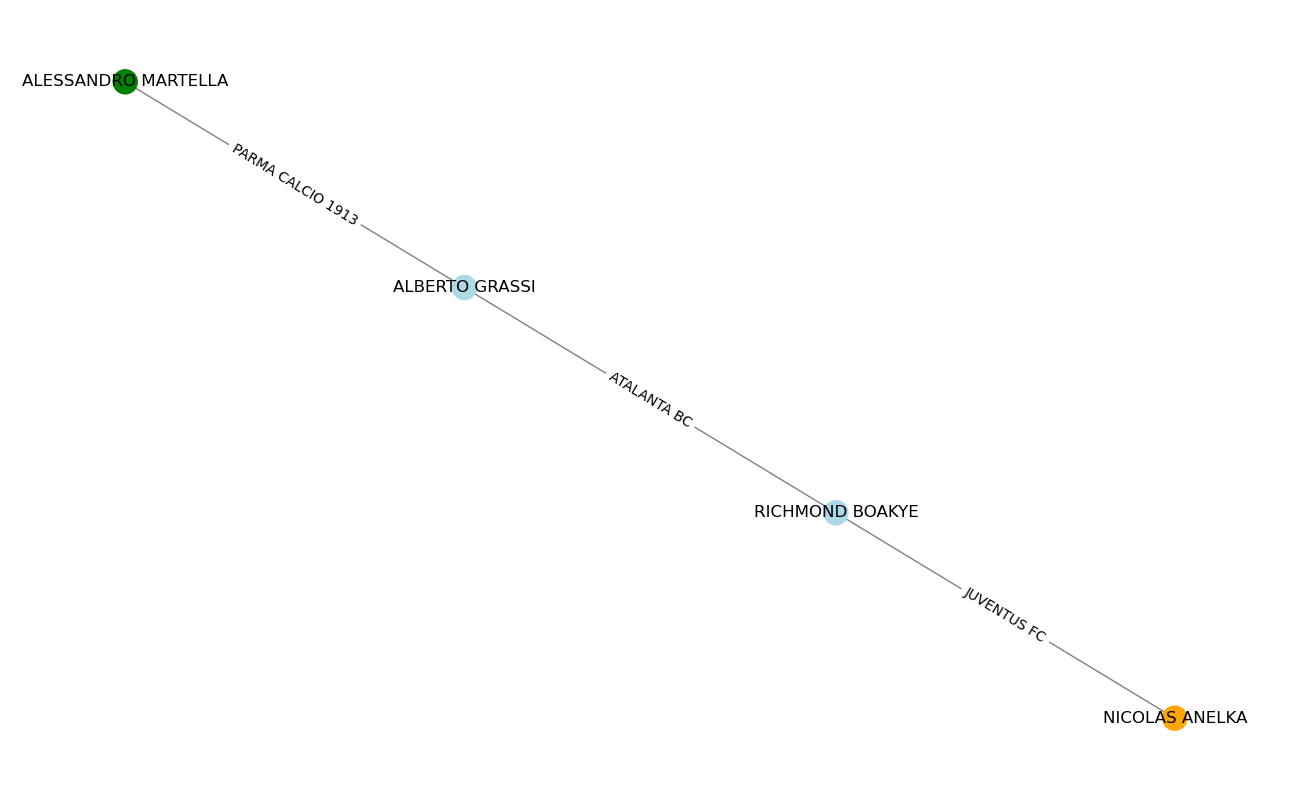 ALESSANDRO MARTELLA
PARMA CALCIO 1913
ALBERTO GRASSI
ATALANTA BC
RICHMOND BOAKYE
JUVENTUS FC
NICOLAS ANELKA